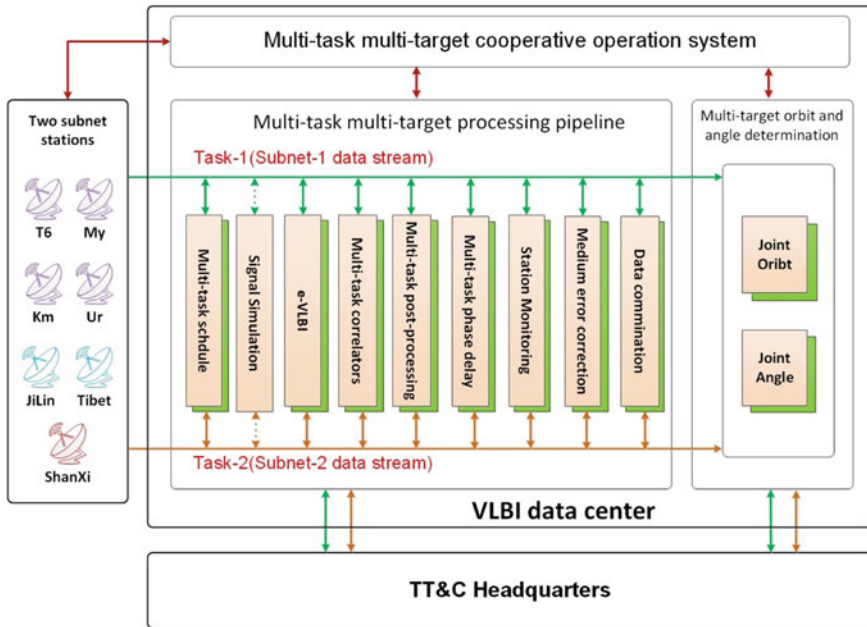 Multi-task multi-target cooperative operation system
Two subnet
stations
T6
My
Km
Ur
JiLin
Tibet
ShanXi
Multi-task multi-target processing pipeline
Task-1(Subnet-1 data stream)
Multi-task schdule
Signal Simulation
e-VLBI
Multi-task correlators
Multi-task post-processing
Multi-task phase delay
Station Monitoring
Medium error correction
Data commination
Task-2(Subnet-2 data stream)
Multi-target orbit and
angle determination
Joint
Oribt
Joint
Angle
VLBI data center
TT&C Headquarters